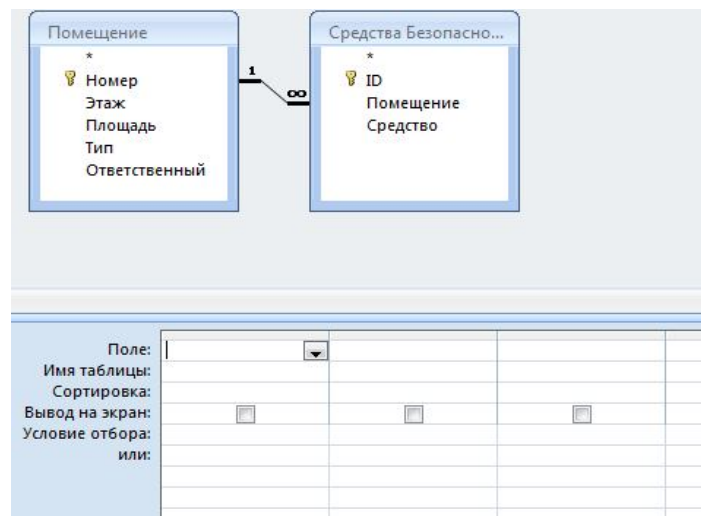 Помещение
*
Номер
Этаж
Площадь
Тип
Ответственный
1
∞
Средства Безопасно...
*
ID
Помещение
Средство
Поле:
Имя таблицы:
Сортировка:
Вывод на экран:
Условие отбора:
или: